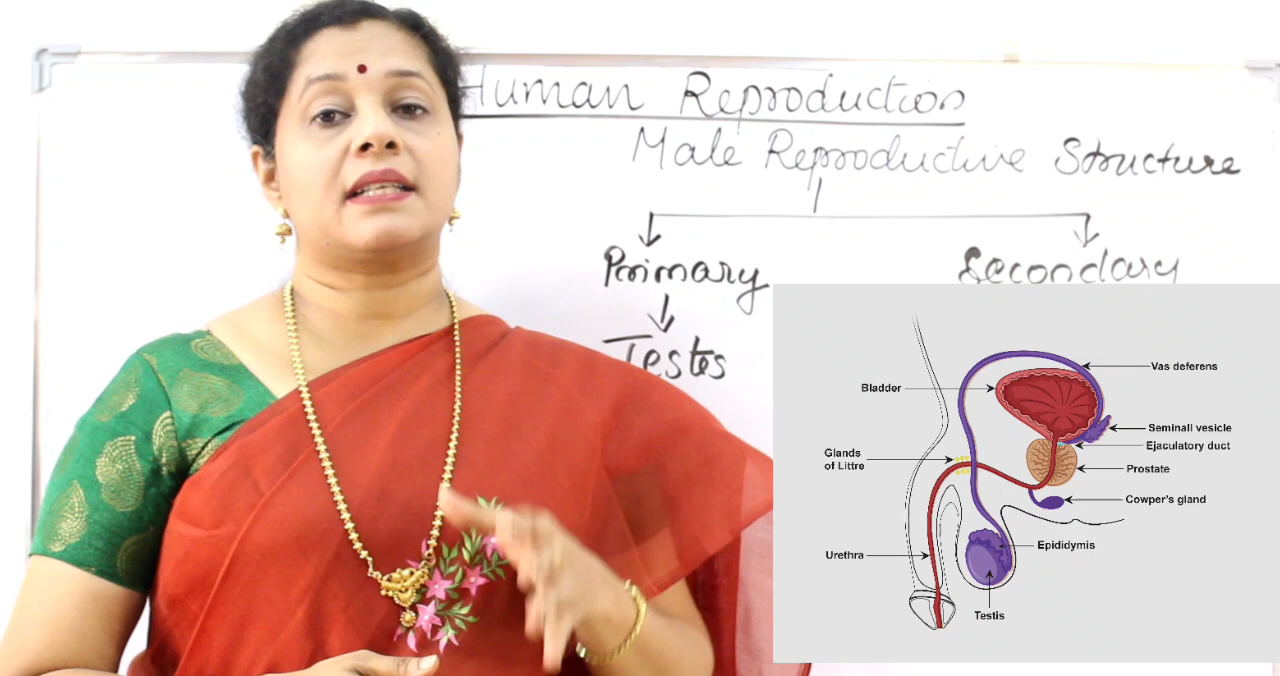 Human Reproduction
Male Reproductive Structure
Primary
Secondary
Testes
Vas deferens
Bladder
Seminall vesicle
Ejaculatory duct
Glands
of Littre
Prostate
Cowper's gland
Epididymis
Urethra
Testis